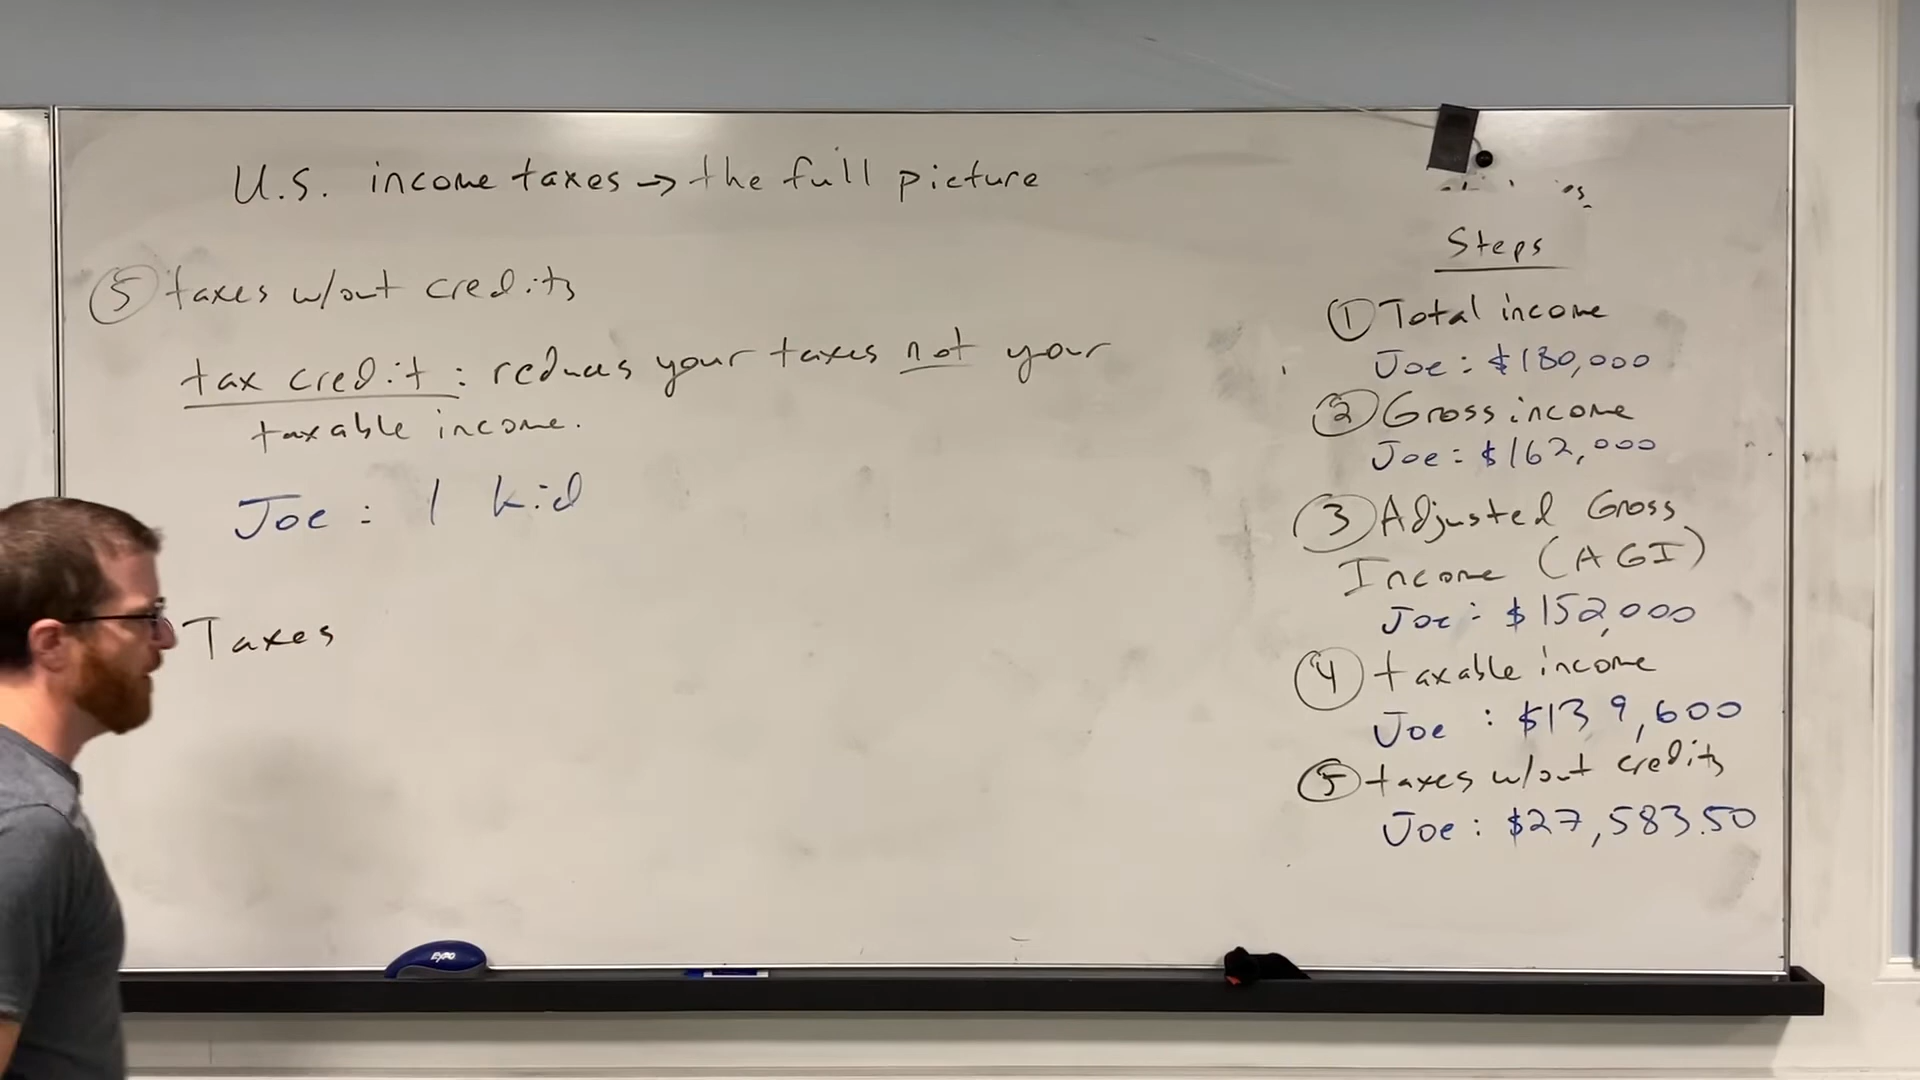 U.S. income taxes → the full picture
⑤ taxes w/out credits
tax credit: reduces your taxes not your
taxable income.
Joe: 1 kid
Taxes
Steps
① Total income
Joe: $180,000
② Gross income
Joe: $162,000
③ Adjusted Gross
Income (AGI)
Joe: $152,000
④ taxable income
Joe: $139,600
⑤ taxes w/out credits
Joe: $27,583.50
EXPO